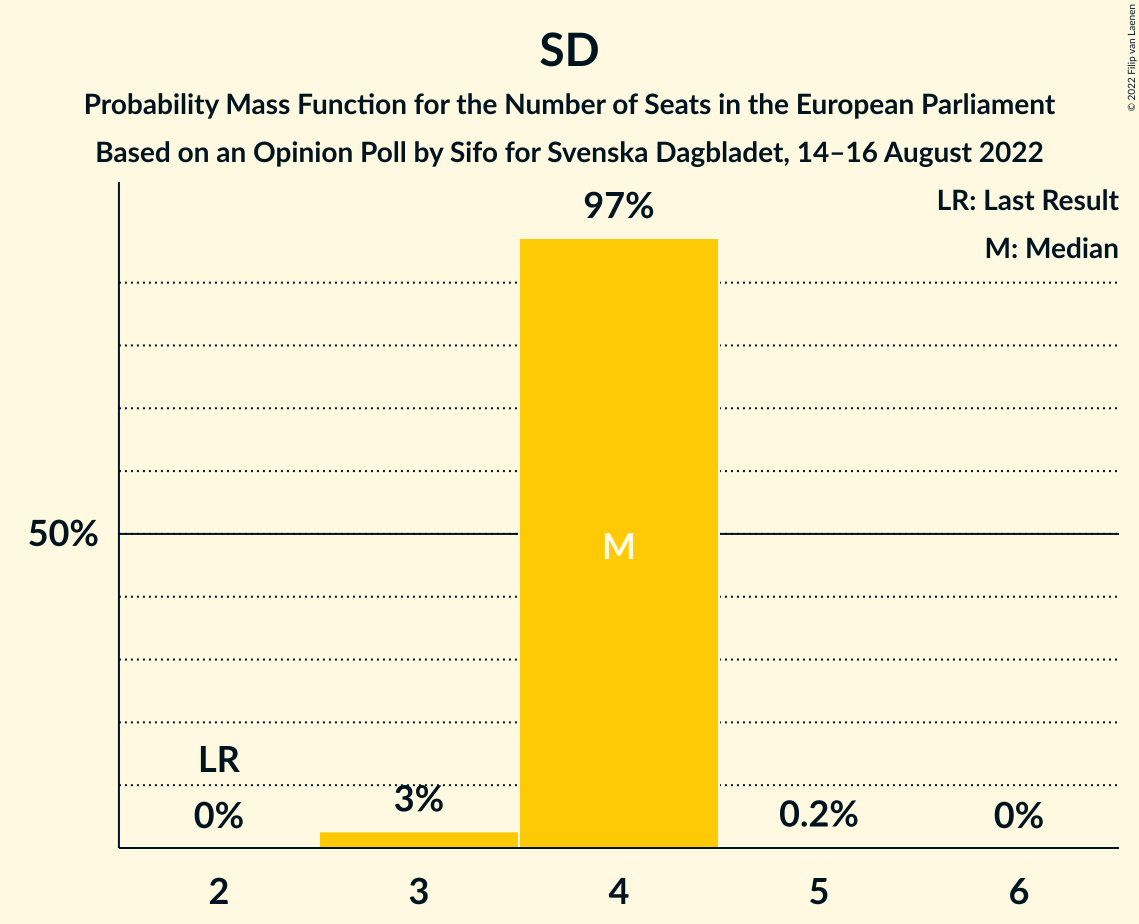 SD
Probability Mass Function for the Number of Seats in the European Parliament
Based on an Opinion Poll by Sifo for Svenska Dagbladet, 14–16 August 2022
© 2022 Filip van Laenen
LR: Last Result
M: Median
97%
50%
M
LR
0%
3%
0.2%
0%
2
3
4
5
6